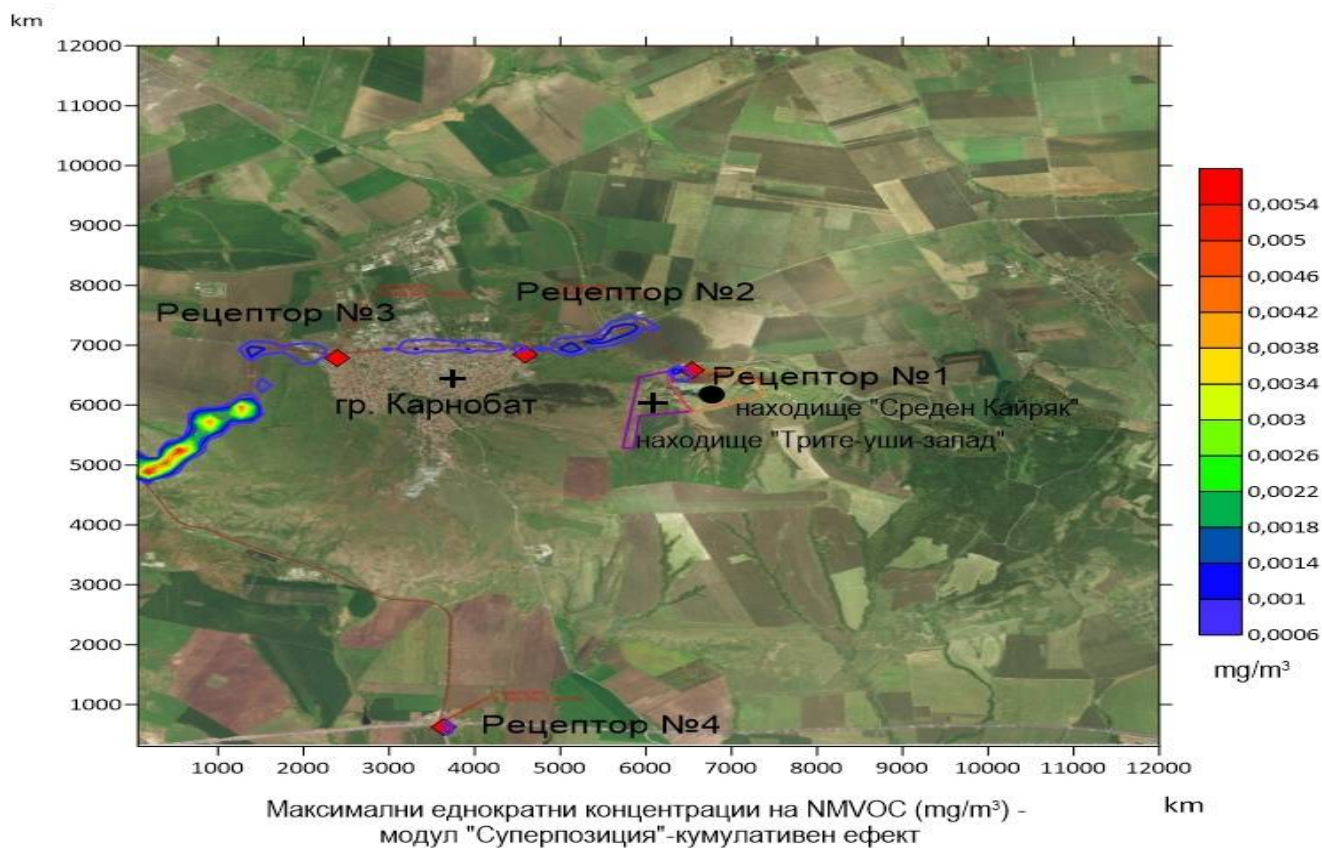 km
12000
11000
10000
9000
8000
7000
6000
5000
4000
3000
2000
1000
Рецептор №2
Рецептор №3
Рецептор №1
гр. Карнобат
находище "Среден Кайряк"
находище "Трите-уши-запад"
Рецептор №4
0,0054
0,005
0,0046
0,0042
0,0038
0,0034
0,003
0,0026
0,0022
0,0018
0,0014
0,001
0,0006
mg/m³
1000 2000 3000 4000 5000 6000 7000 8000 9000 10000 11000 12000
km
Максимални еднократни концентрации на NMVOC (mg/m³) -
модул "Суперпозиция"-кумулативен ефект